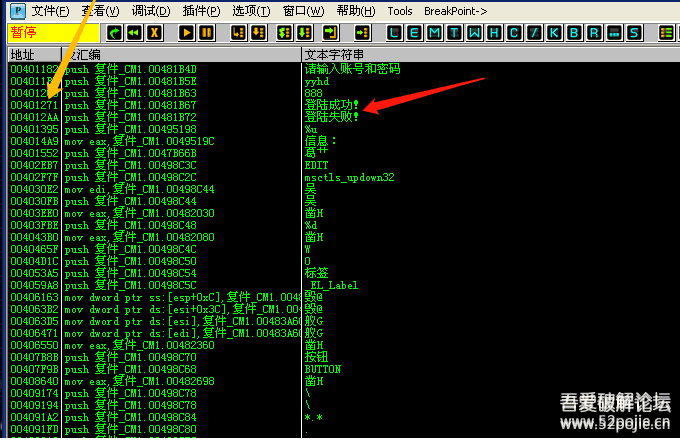 文件(F) 查看(V) 调试(D) 插件(P) 选项(T) 窗口(W) 帮助(H) Tools BreakPoint->
暂停 L E M T W H C / K B R ... S
地址 反汇编 文本字符串
00401182 push 复件_CM1.00481B4D 请输入账号和密码
push 复件_CM1.00481B5E yyhd
push 复件_CM1.00481B63 888
00401271 push 复件_CM1.00481B67 登陆成功!
004012AA push 复件_CM1.00481B72 登陆失败!
00401395 push 复件_CM1.00495198 %u
004014A9 mov eax,复件_CM1.0049519C 信息:
00401552 push 复件_CM1.0047B66B
00402EB7 push 复件_CM1.00498C3C EDIT
00402F7F push 复件_CM1.00498C2C msctls_updown32
004030E2 mov edi,复件_CM1.00498C44 吴
004030FB push 复件_CM1.00498C44 吴
00403EE0 mov eax,复件_CM1.00482030 凿H
00403FBE push 复件_CM1.00498C48 %d
004043B0 mov eax,复件_CM1.00482080 凿H
0040465F push 复件_CM1.00498C4C W
00404D1C push 复件_CM1.00498C50 O
004053A5 push 复件_CM1.00498C54 标签
004059A8 push 复件_CM1.00498C5C _EL_Label
00406163 mov dword ptr ss:[esp+0xC],复件_CM1.004 毁@
004063B2 mov dword ptr ds:[esi+0x3C],复件_CM1.00 毁@
004063D5 mov dword ptr ds:[esi],复件_CM1.00483A6 舣G
00406471 mov dword ptr ds:[edi],复件_CM1.00483A6 舣G
00406550 mov eax,复件_CM1.00482360 凿H
00407B8B push 复件_CM1.00498C70 按钮
00407F9B push 复件_CM1.00498C68 BUTTON
00408640 mov eax,复件_CM1.00482698 凿H
00409174 push 复件_CM1.00498C78 \
00409194 push 复件_CM1.00498C78 \
004091A2 push 复件_CM1.00498C84 *.*
004091FD push 复件_CM1.00498C80 .
吾爱破解论坛
www.52pojie.cn